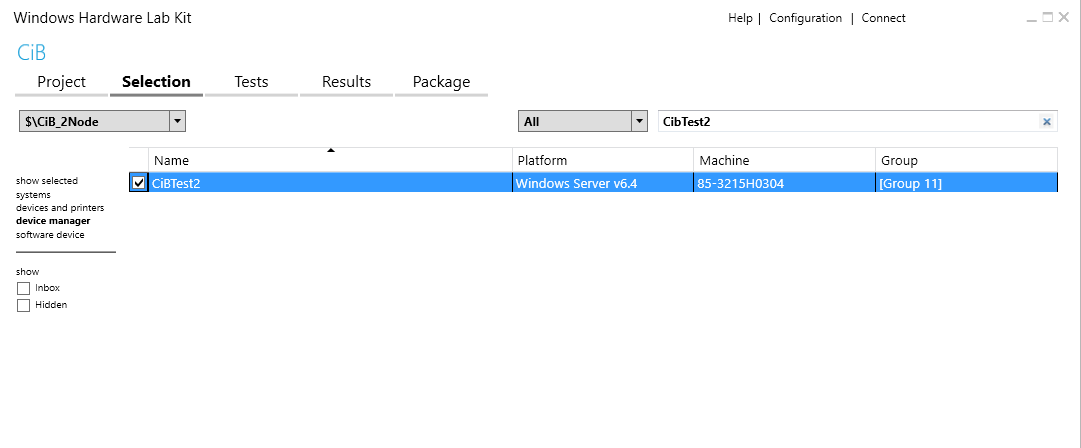 Windows Hardware Lab Kit
Help | Configuration | Connect
CiB
Project Selection Tests Results Package
$\CiB_2Node
All
CibTest2
Name Platform Machine Group
CiBTest2 Windows Server v6.4 85-3215H0304 [Group 11]
show selected
systems
devices and printers
device manager
software device
show
Inbox
Hidden